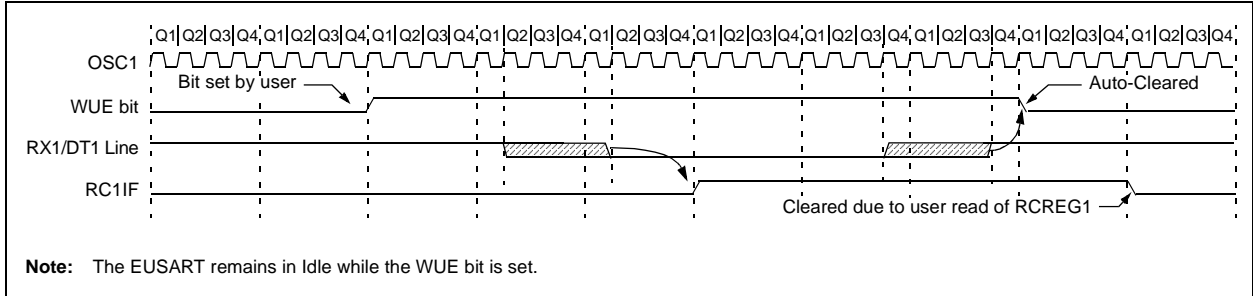 Q1 Q2 Q3 Q4 Q1 Q2 Q3 Q4 Q1 Q2 Q3 Q4 Q1 Q2 Q3 Q4 Q1 Q2 Q3 Q4 Q1 Q2 Q3 Q4 Q1 Q2 Q3 Q4 Q1 Q2 Q3 Q4 Q1 Q2 Q3 Q4 Q1 Q2 Q3 Q4
OSC1
Bit set by user
Auto-Cleared
WUE bit
RX1/DT1 Line
RC1IF
Cleared due to user read of RCREG1
Note: The EUSART remains in Idle while the WUE bit is set.